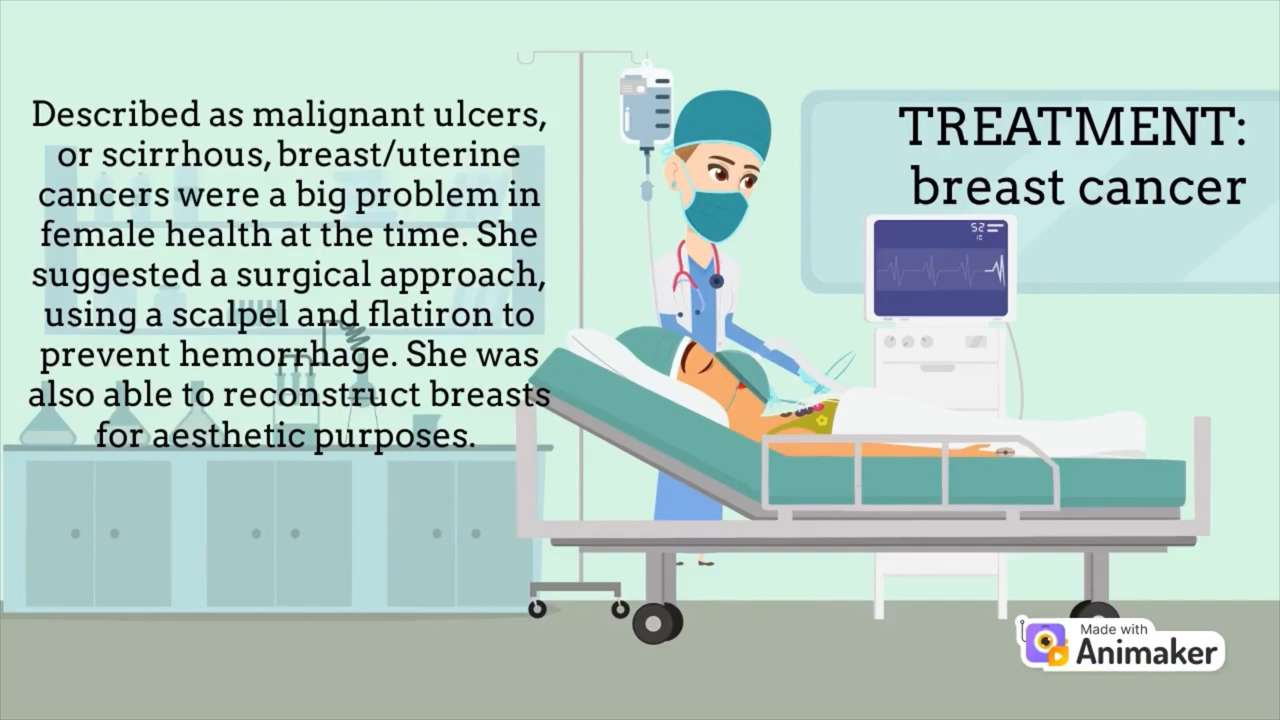 Described as malignant ulcers,
or scirrhous, breast/uterine
cancers were a big problem in
female health at the time. She
suggested a surgical approach,
using a scalpel and flatiron to
prevent hemorrhage. She was
also able to reconstruct breasts
for aesthetic purposes.
TREATMENT:
breast cancer
52
10
Made with
Animaker